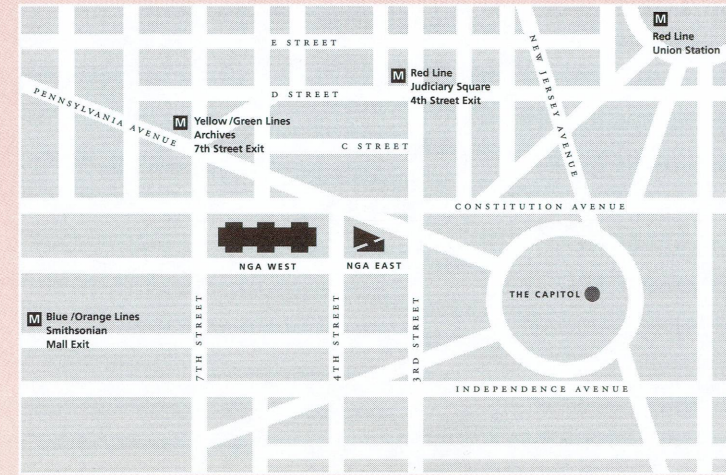 M
Red Line
Union Station
E STREET
NEW JERSEY AVENUE
M Red Line
Judiciary Square
4th Street Exit
PENNSYLVANIA AVENUE
D STREET
M Yellow/Green Lines
Archives
7th Street Exit
C STREET
CONSTITUTION AVENUE
NGA WEST
NGA EAST
THE CAPITOL
M Blue/Orange Lines
Smithsonian
Mall Exit
7TH STREET
4TH STREET
3RD STREET
INDEPENDENCE AVENUE